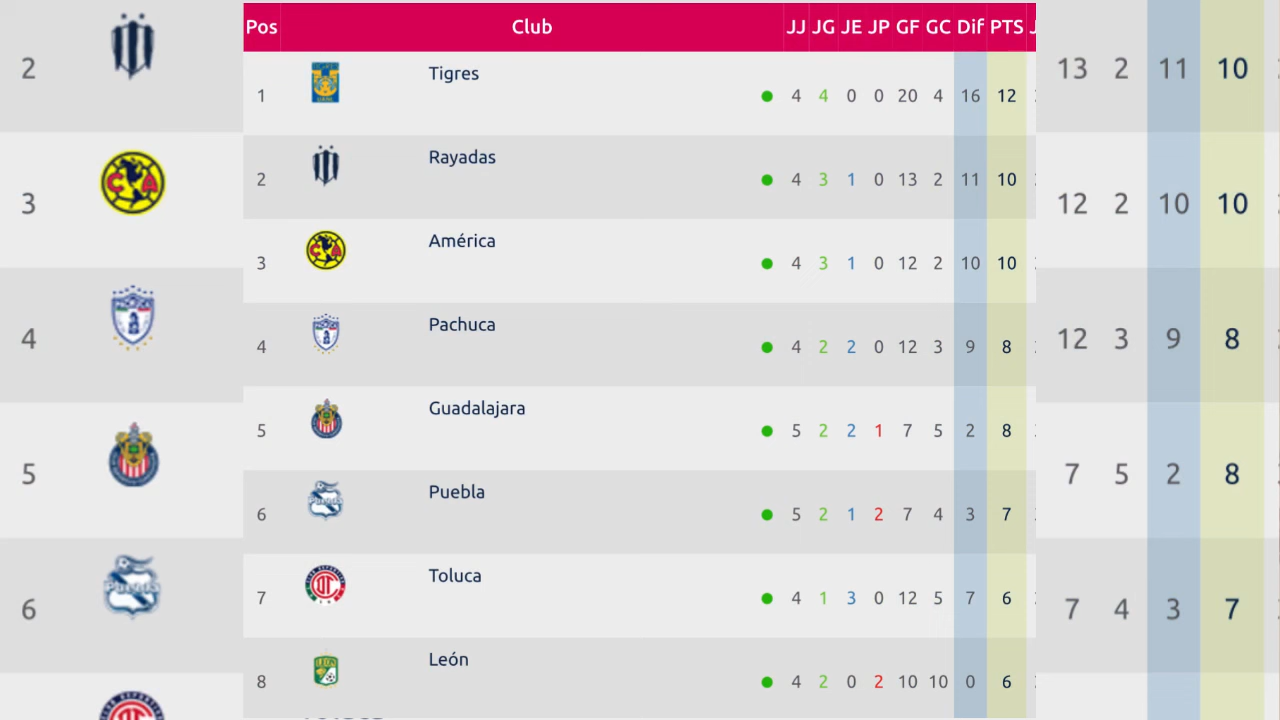 Pos Club JJ JG JE JP GF GC Dif PTS
1 Tigres 4 4 0 0 20 4 16 12
2 Rayadas 4 3 1 0 13 2 11 10
3 América 4 3 1 0 12 2 10 10
4 Pachuca 4 2 2 0 12 3 9 8
5 Guadalajara 5 2 2 1 7 5 2 8
6 Puebla 5 2 1 2 7 4 3 7
7 Toluca 4 1 3 0 12 5 7 6
8 León 4 2 0 2 10 10 0 6
2
3
4
5
6
13 2 11 10
12 2 10 10
12 3 9 8
7 5 2 8
7 4 3 7